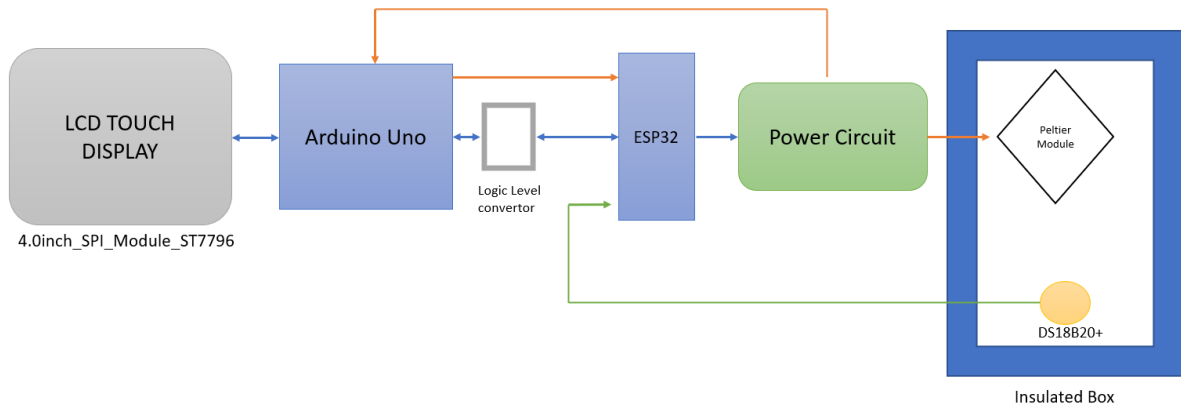 LCD TOUCH
DISPLAY
4.0inch_SPI_Module_ST7796
Arduino Uno
Logic Level
convertor
ESP32
Power Circuit
Peltier
Module
DS18B20+
Insulated Box